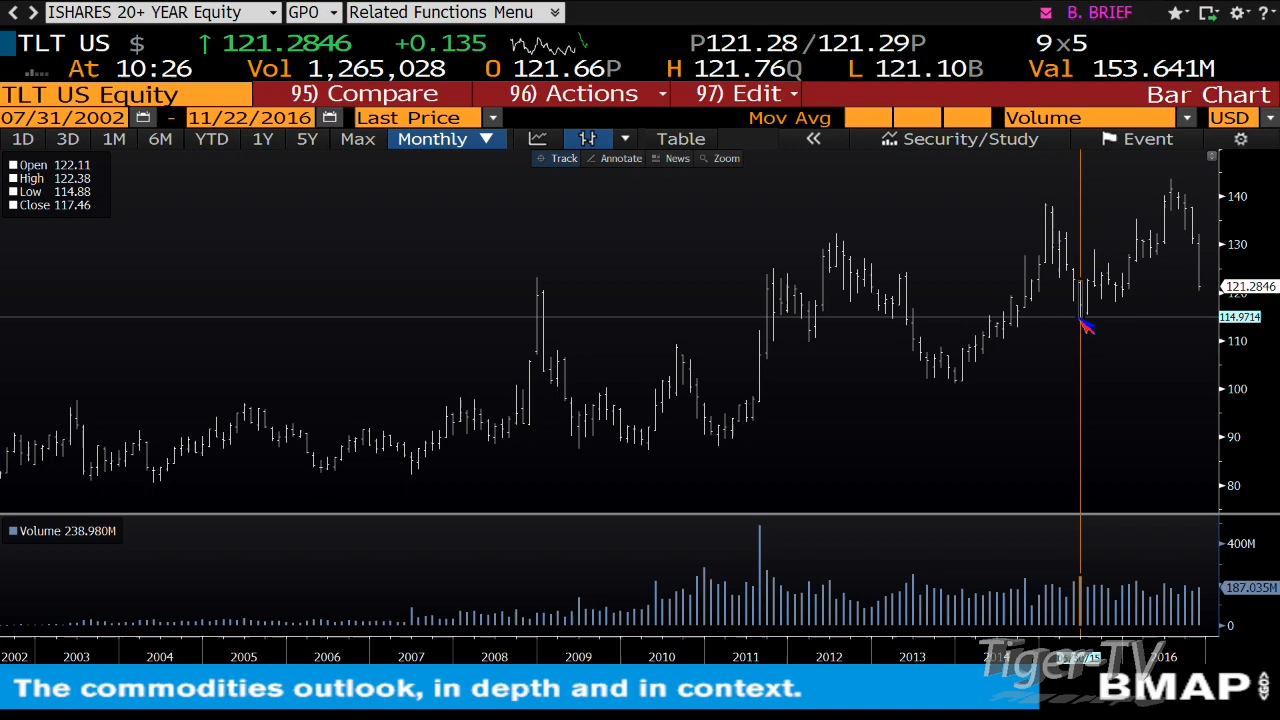 ISHARES 20+ YEAR Equity GPO Related Functions Menu B. BRIEF
TLT US $ ↑ 121.2846 +0.135 P121.28/121.29P 9x5
At 10:26 Vol 1,265,028 O 121.66P H 121.76Q L 121.10B Val 153.641M
TLT US Equity 95) Compare 96) Actions 97) Edit Bar Chart
07/31/2002 - 11/22/2016 Last Price Mov Avg Volume USD
1D 3D 1M 6M YTD 1Y 5Y Max Monthly ▼ Table « Security/Study Event
Track Annotate News Zoom
Open 122.11
High 122.38
Low 114.88
Close 117.46
140
130
121.2846
120
114.9714
110
100
90
80
Volume 238.980M
400M
187.035M
0
2002 2003 2004 2005 2006 2007 2008 2009 2010 2011 2012 2013 2014 2016
Tiger-TV
The commodities outlook, in depth and in context.
BMAP GO